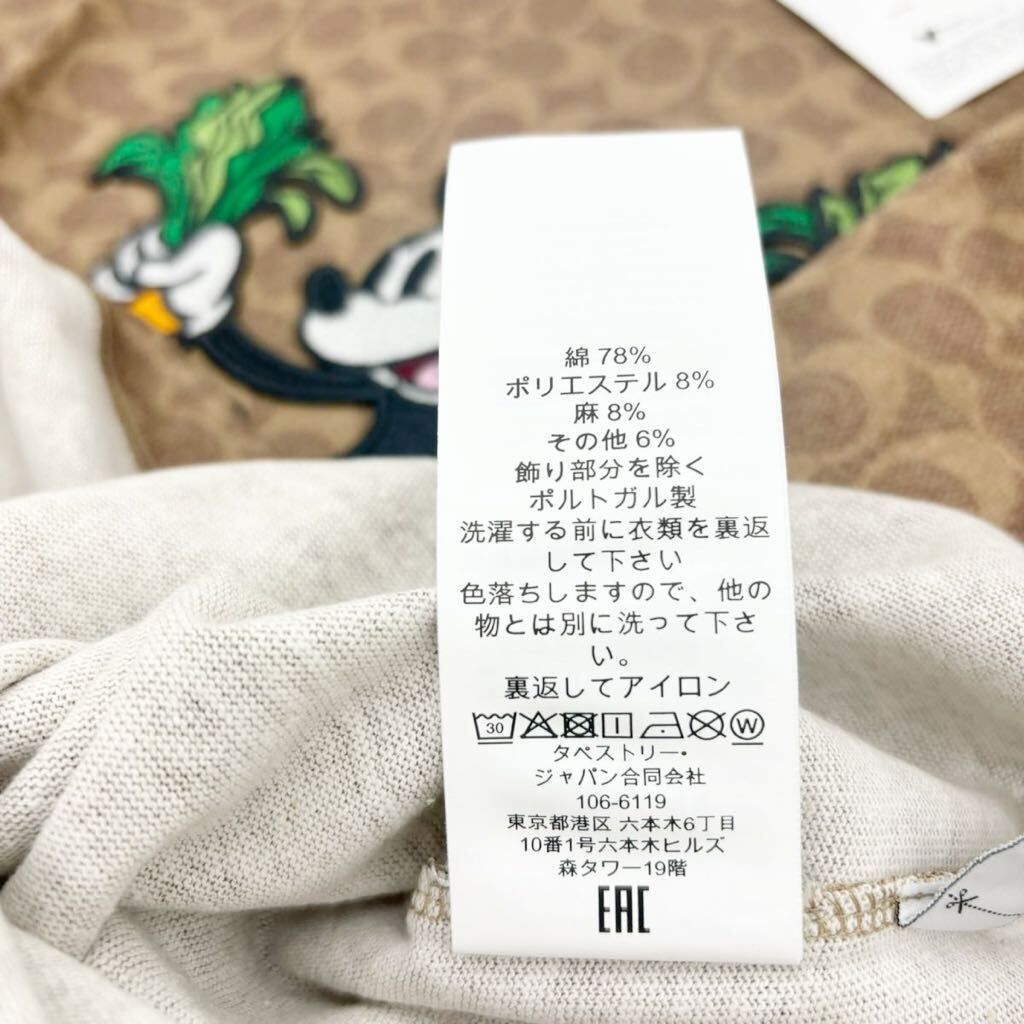 綿 78%
ポリエステル 8%
麻 8%
その他 6%
飾り部分を除く
ポルトガル製
洗濯する前に衣類を裏返
して下さい
色落ちしますので、他の
物とは別に洗って下さ
い。
裏返してアイロン
30 W
タペストリー・
ジャパン合同会社
106-6119
東京都港区 六本木6丁目
10番1号六本木ヒルズ
森タワー19階
EAC